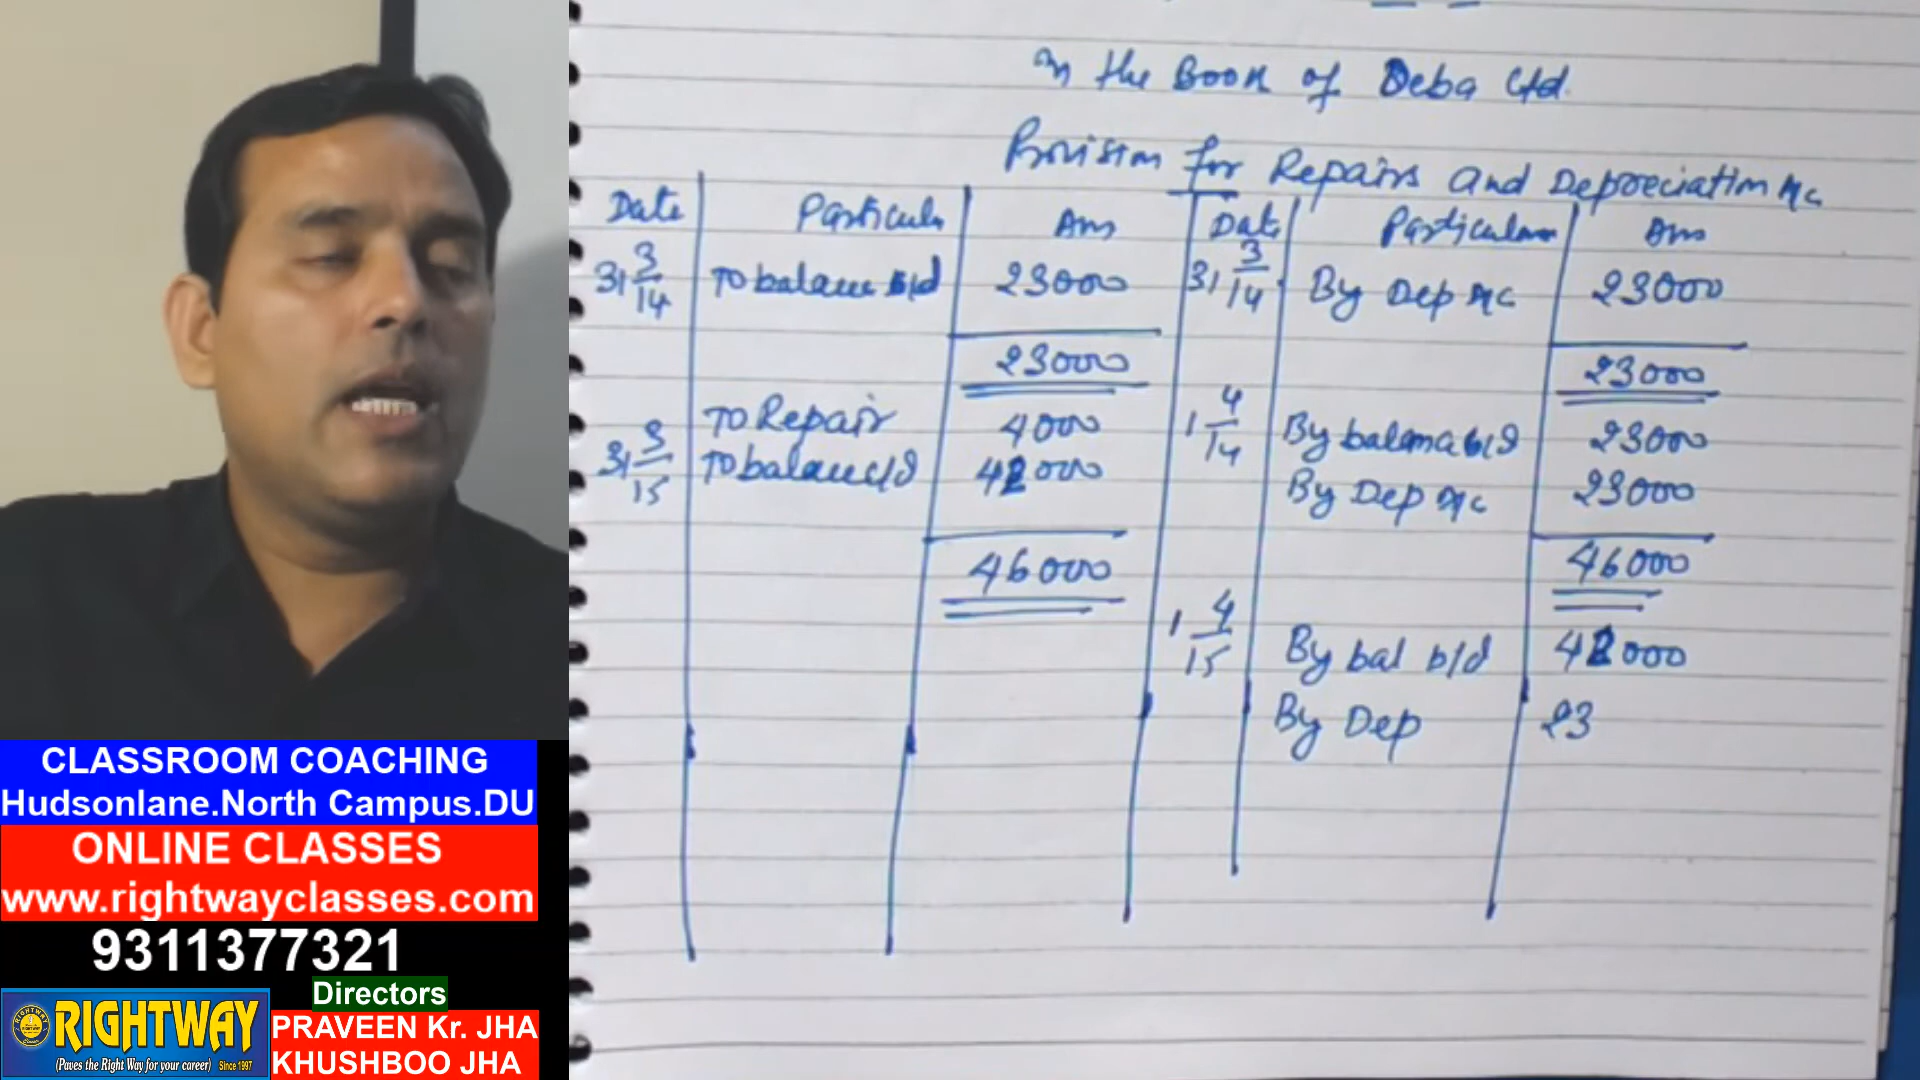 In the Book of Deba Ltd.
Provision for Repairs and Depreciation A/c
Date Particular Am Date Particulars Am
31 3/14 To balance c/d 23000 31 3/14 By Dep A/c 23000
23000 23000
To Repair 4000 1 4/14 By balance b/d 23000
31 3/15 To balance c/d 42000 By Dep A/c 23000
46000 46000
1 4/15 By bal b/d 42000
By Dep 23
CLASSROOM COACHING
Hudsonlane.North Campus.DU
ONLINE CLASSES
www.rightwayclasses.com
9311377321
Directors
RIGHTWAY
(Paves the Right Way for your career) Since 1997
PRAVEEN Kr. JHA
KHUSHBOO JHA